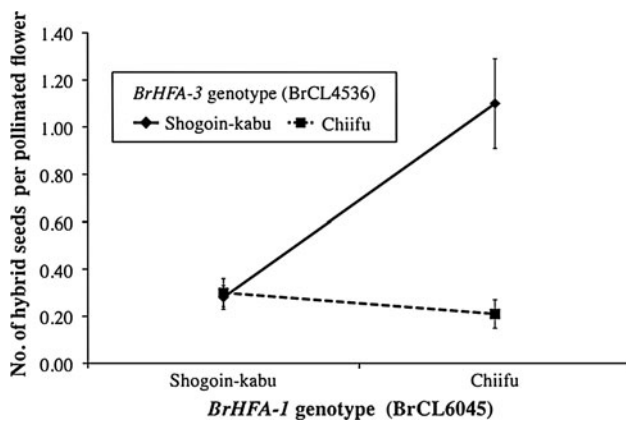 No. of hybrid seeds per pollinated flower
1.40
1.20
1.00
0.80
0.60
0.40
0.20
0.00
BrHFA-3 genotype (BrCL4536)
Shogoin-kabu Chiifu
Shogoin-kabu Chiifu
BrHFA-1 genotype (BrCL6045)